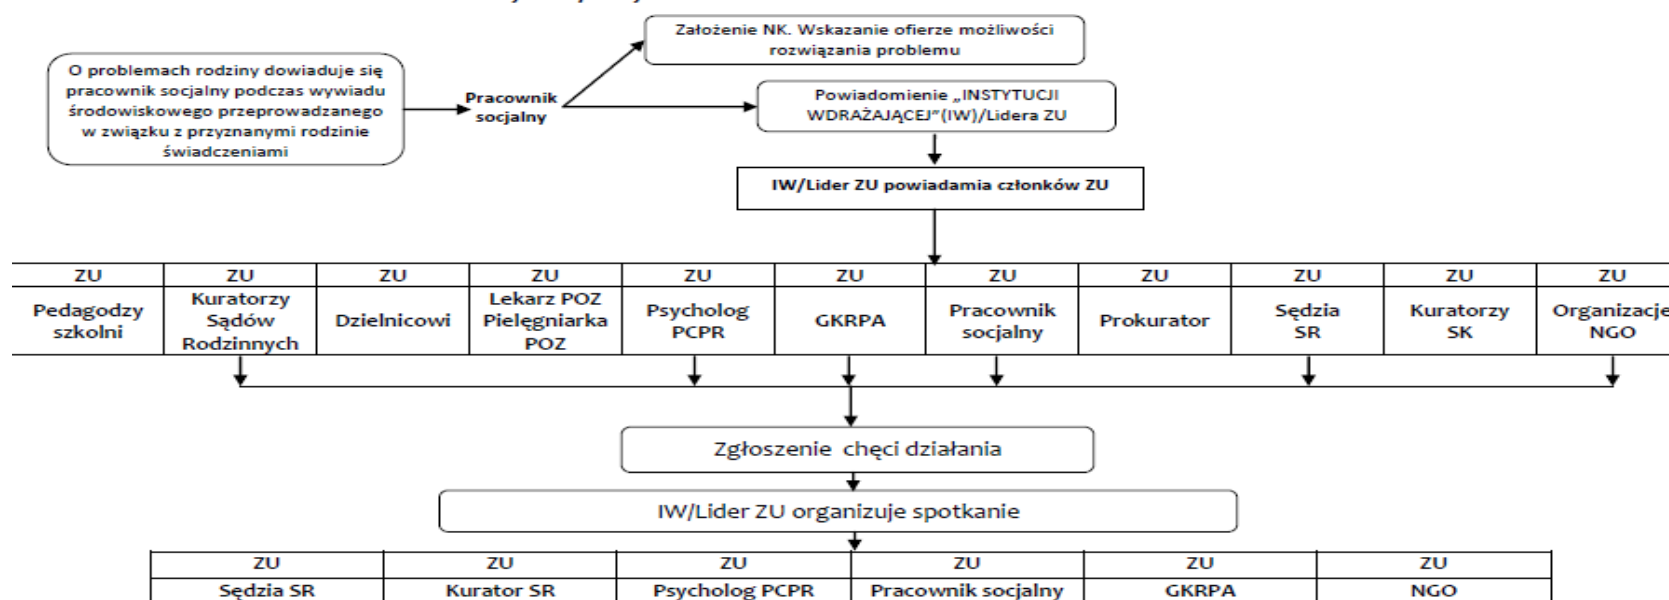 Założenie NK. Wskazanie ofierze możliwości
rozwiązania problemu
O problemach rodziny dowiaduje się
pracownik socjalny podczas wywiadu
środowiskowego przeprowadzanego
w związku z przyznanymi rodzinie
świadczeniami
Pracownik
socjalny
Powiadomienie „INSTYTUCJI
WDRAŻAJĄCEJ”(IW)/Lidera ZU
IW/Lider ZU powiadamia członków ZU
ZU ZU ZU ZU ZU ZU ZU ZU ZU ZU ZU
Pedagodzy
szkolni
Kuratorzy
Sądów
Rodzinnych
Dzielnicowi
Lekarz POZ
Pielęgniarka
POZ
Psycholog
PCPR
GKRPA
Pracownik
socjalny
Prokurator
Sędzia
SR
Kuratorzy
SK
Organizacje
NGO
Zgłoszenie chęci działania
IW/Lider ZU organizuje spotkanie
ZU ZU ZU ZU ZU ZU
Sędzia SR Kurator SR Psycholog PCPR Pracownik socjalny GKRPA NGO